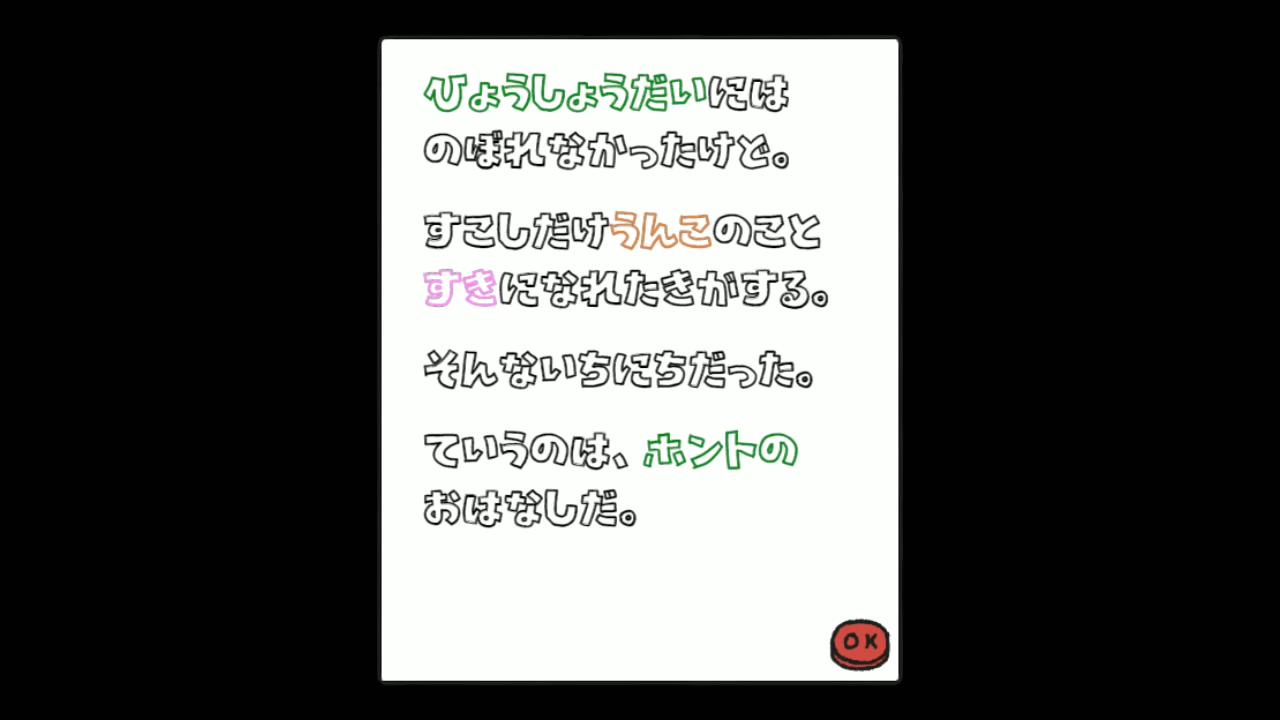 ひょうしょうだいには
のぼれなかったけど。
すこしだけうんこのこと
すきになれたきがする。
そんないちにちだった。
ていうのは、ホントの
おはなしだ。
OK